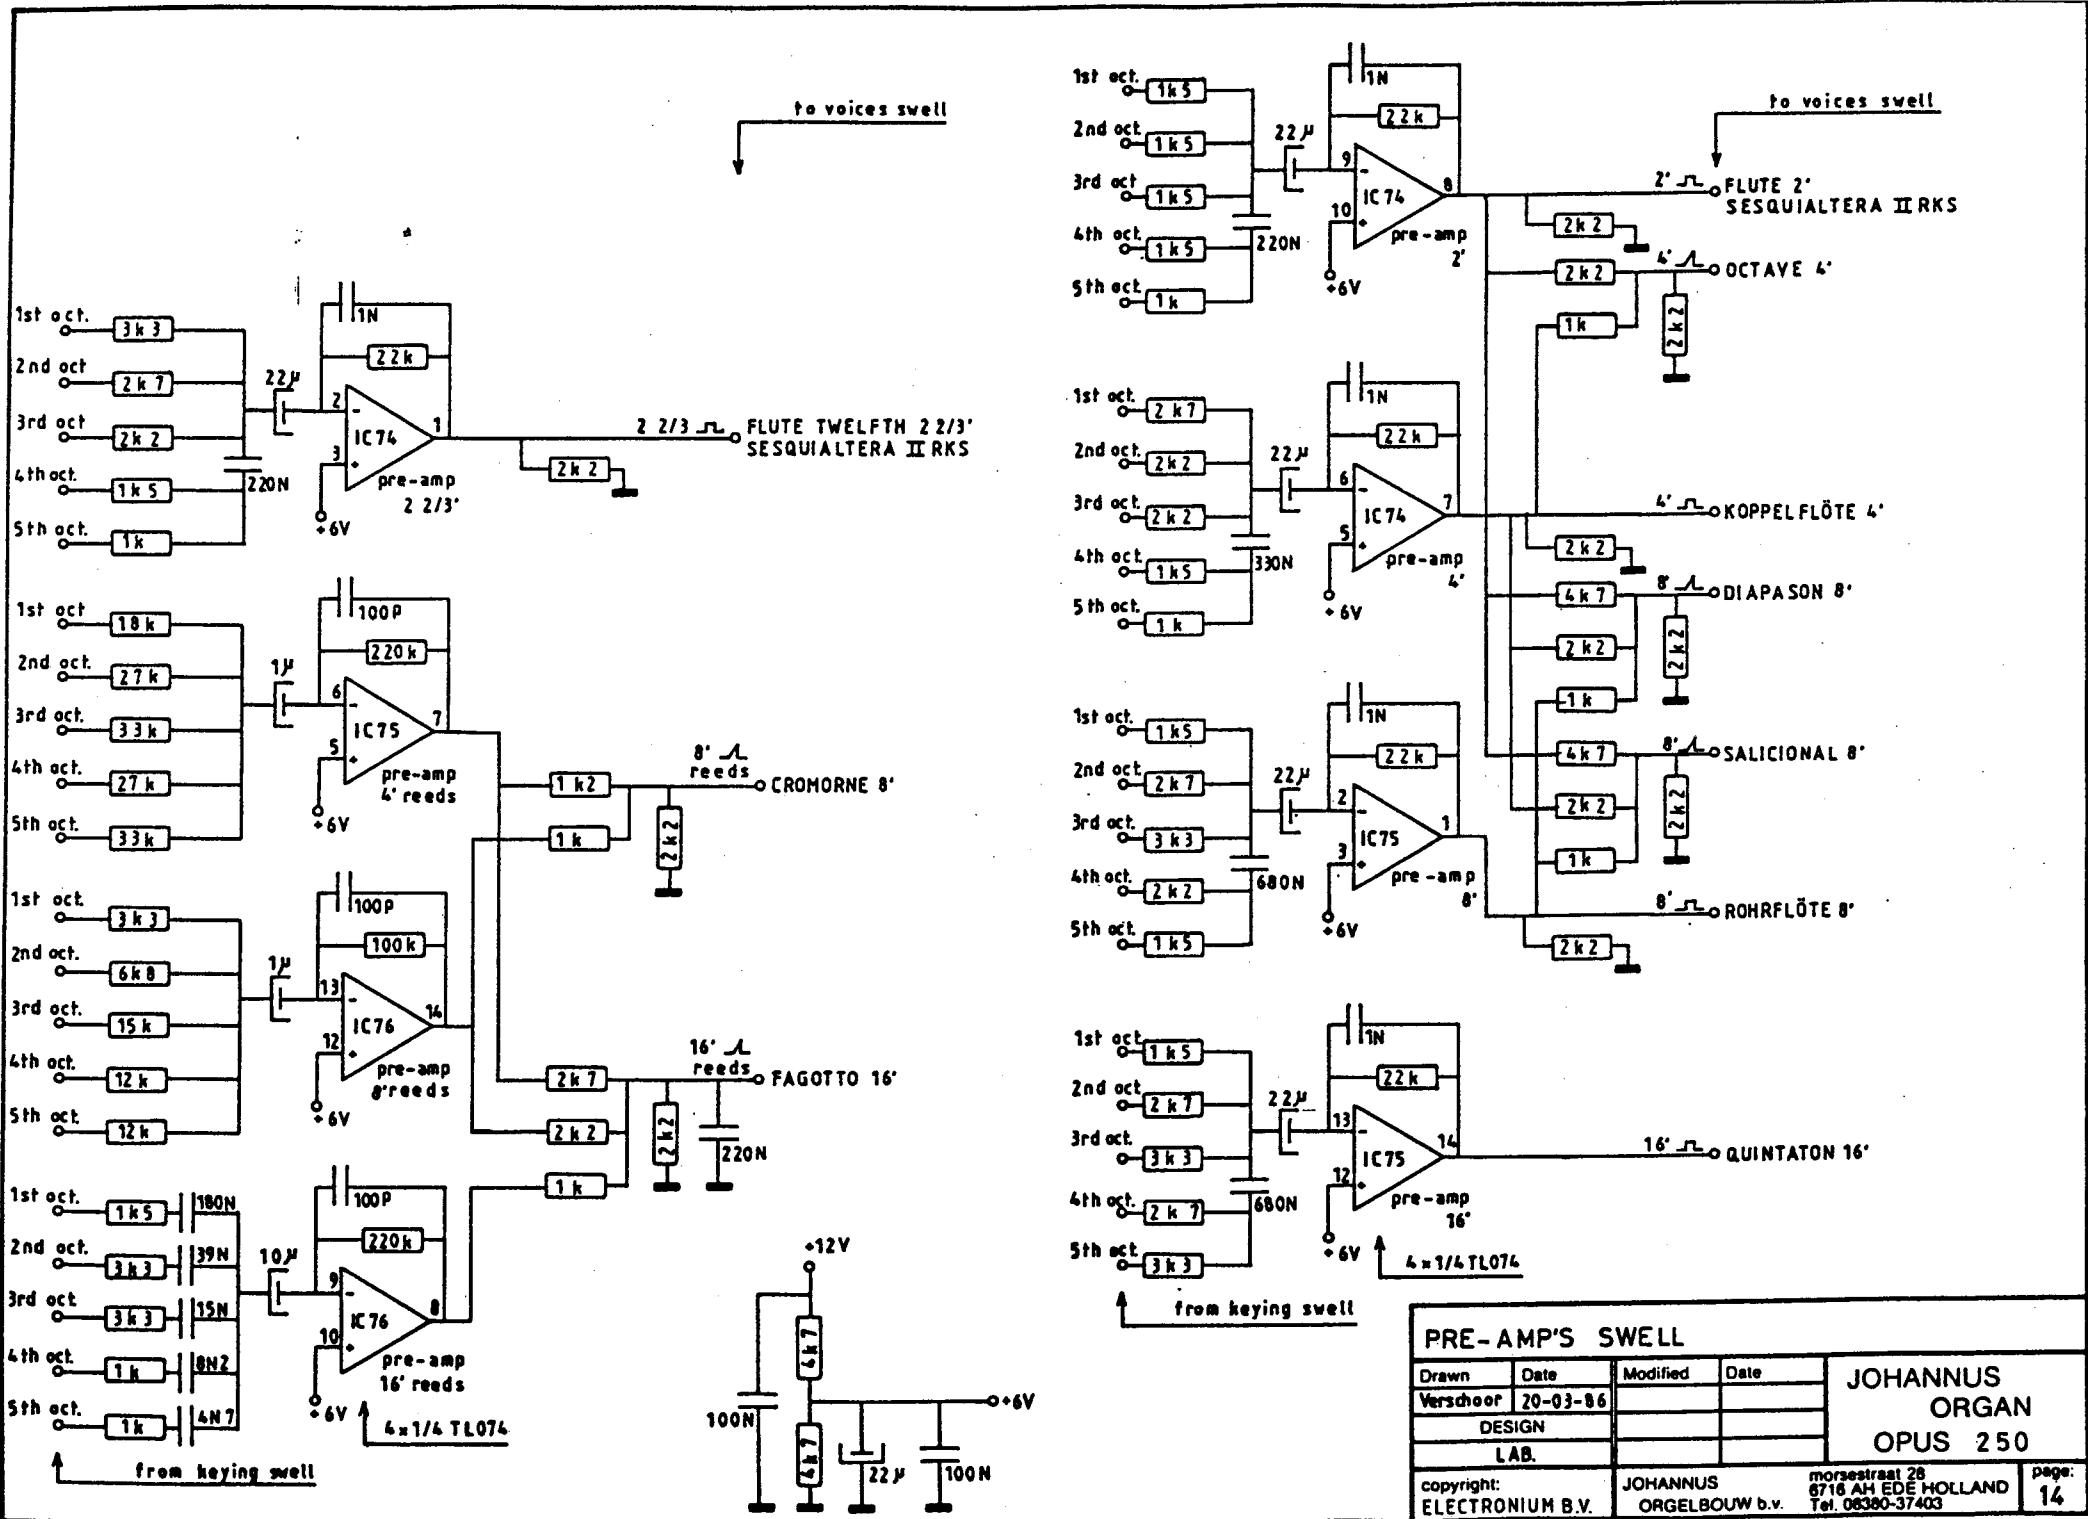 to voices swell
1st oct.
3k3
2nd oct
2k7
3rd oct
2k2
4th oct.
1k5
5th oct.
1k
220N
22µ
1N
22k
2
-
IC74
1
3
+
pre-amp
2 2/3'
+6V
2k2
2 2/3
FLUTE TWELFTH 2 2/3'
SESQUIALTERA II RKS
1st oct
18k
2nd oct.
27k
3rd oct.
33k
4th oct.
27k
5th oct.
33k
1µ
100P
220k
6
-
IC75
7
5
+
pre-amp
4' reeds
+6V
1k2
1k
2k2
8'
reeds
CROMORNE 8'
1st oct.
3k3
2nd oct.
6k8
3rd oct.
15k
4th oct.
12k
5th oct.
12k
1µ
100P
100k
13
-
IC76
14
12
+
pre-amp
8' reeds
+6V
2k7
2k2
1k
2k2
220N
16'
reeds
FAGOTTO 16'
1st oct.
1k5
180N
2nd oct.
3k3
39N
3rd oct
3k3
15N
4th oct.
1k
8N2
5th oct.
1k
4N7
10µ
100P
220k
9
-
IC76
8
10
+
pre-amp
16' reeds
+6V
4x1/4 TL074
from keying swell
+12V
100N
4k7
4k7
22µ
100N
+6V
1st oct.
1k5
2nd oct
1k5
3rd oct
1k5
4th oct.
1k5
5th oct.
1k
220N
22µ
1N
22k
9
-
IC74
8
10
+
pre-amp
2'
+6V
to voices swell
2'
FLUTE 2'
SESQUIALTERA II RKS
2k2
2k2
4'
OCTAVE 4'
1k
2k2
1st oct.
2k7
2nd oct.
2k2
3rd oct
2k2
4th oct.
1k5
5th oct.
1k
330N
22µ
1N
22k
6
-
IC74
7
5
+
pre-amp
4'
+6V
4'
KOPPELFLÖTE 4'
2k2
4k7
8'
DIAPASON 8'
2k2
1k
2k2
4k7
8'
SALICIONAL 8'
2k2
1k
2k2
1st oct.
1k5
2nd oct.
2k7
3rd oct.
3k3
4th oct.
2k2
5th oct.
1k5
680N
22µ
1N
22k
2
-
IC75
1
3
+
pre-amp
8'
+6V
8'
ROHRFLÖTE 8'
2k2
1st oct.
1k5
2nd oct.
2k7
3rd oct.
3k3
4th oct.
2k7
5th oct.
3k3
680N
22µ
1N
22k
13
-
IC75
14
12
+
pre-amp
16'
+6V
16'
QUINTATON 16'
4x1/4 TL074
from keying swell
PRE-AMP'S SWELL
Drawn Date Modified Date
Verschoor 20-03-86
DESIGN
LAB.
JOHANNUS
ORGAN
OPUS 250
copyright:
ELECTRONIUM B.V.
JOHANNUS
ORGELBOUW b.v.
morsestraat 28
6716 AH EDE HOLLAND
Tel. 08380-37403
page:
14